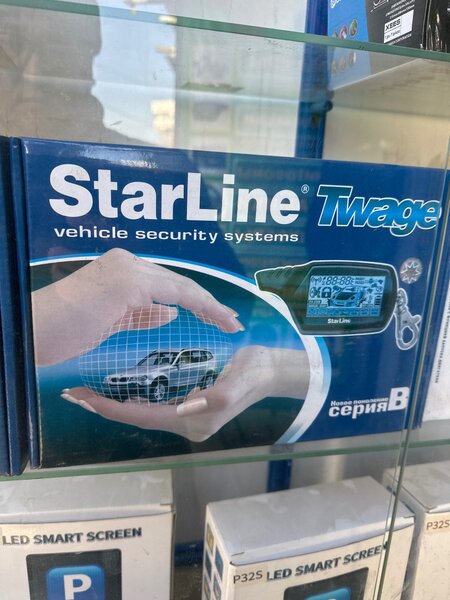 StarLine® Twage
vehicle security systems
StarLine
Новое поколение
серия B
LED SMART SCREEN
P
P32S LED SMART SCREEN
P32S